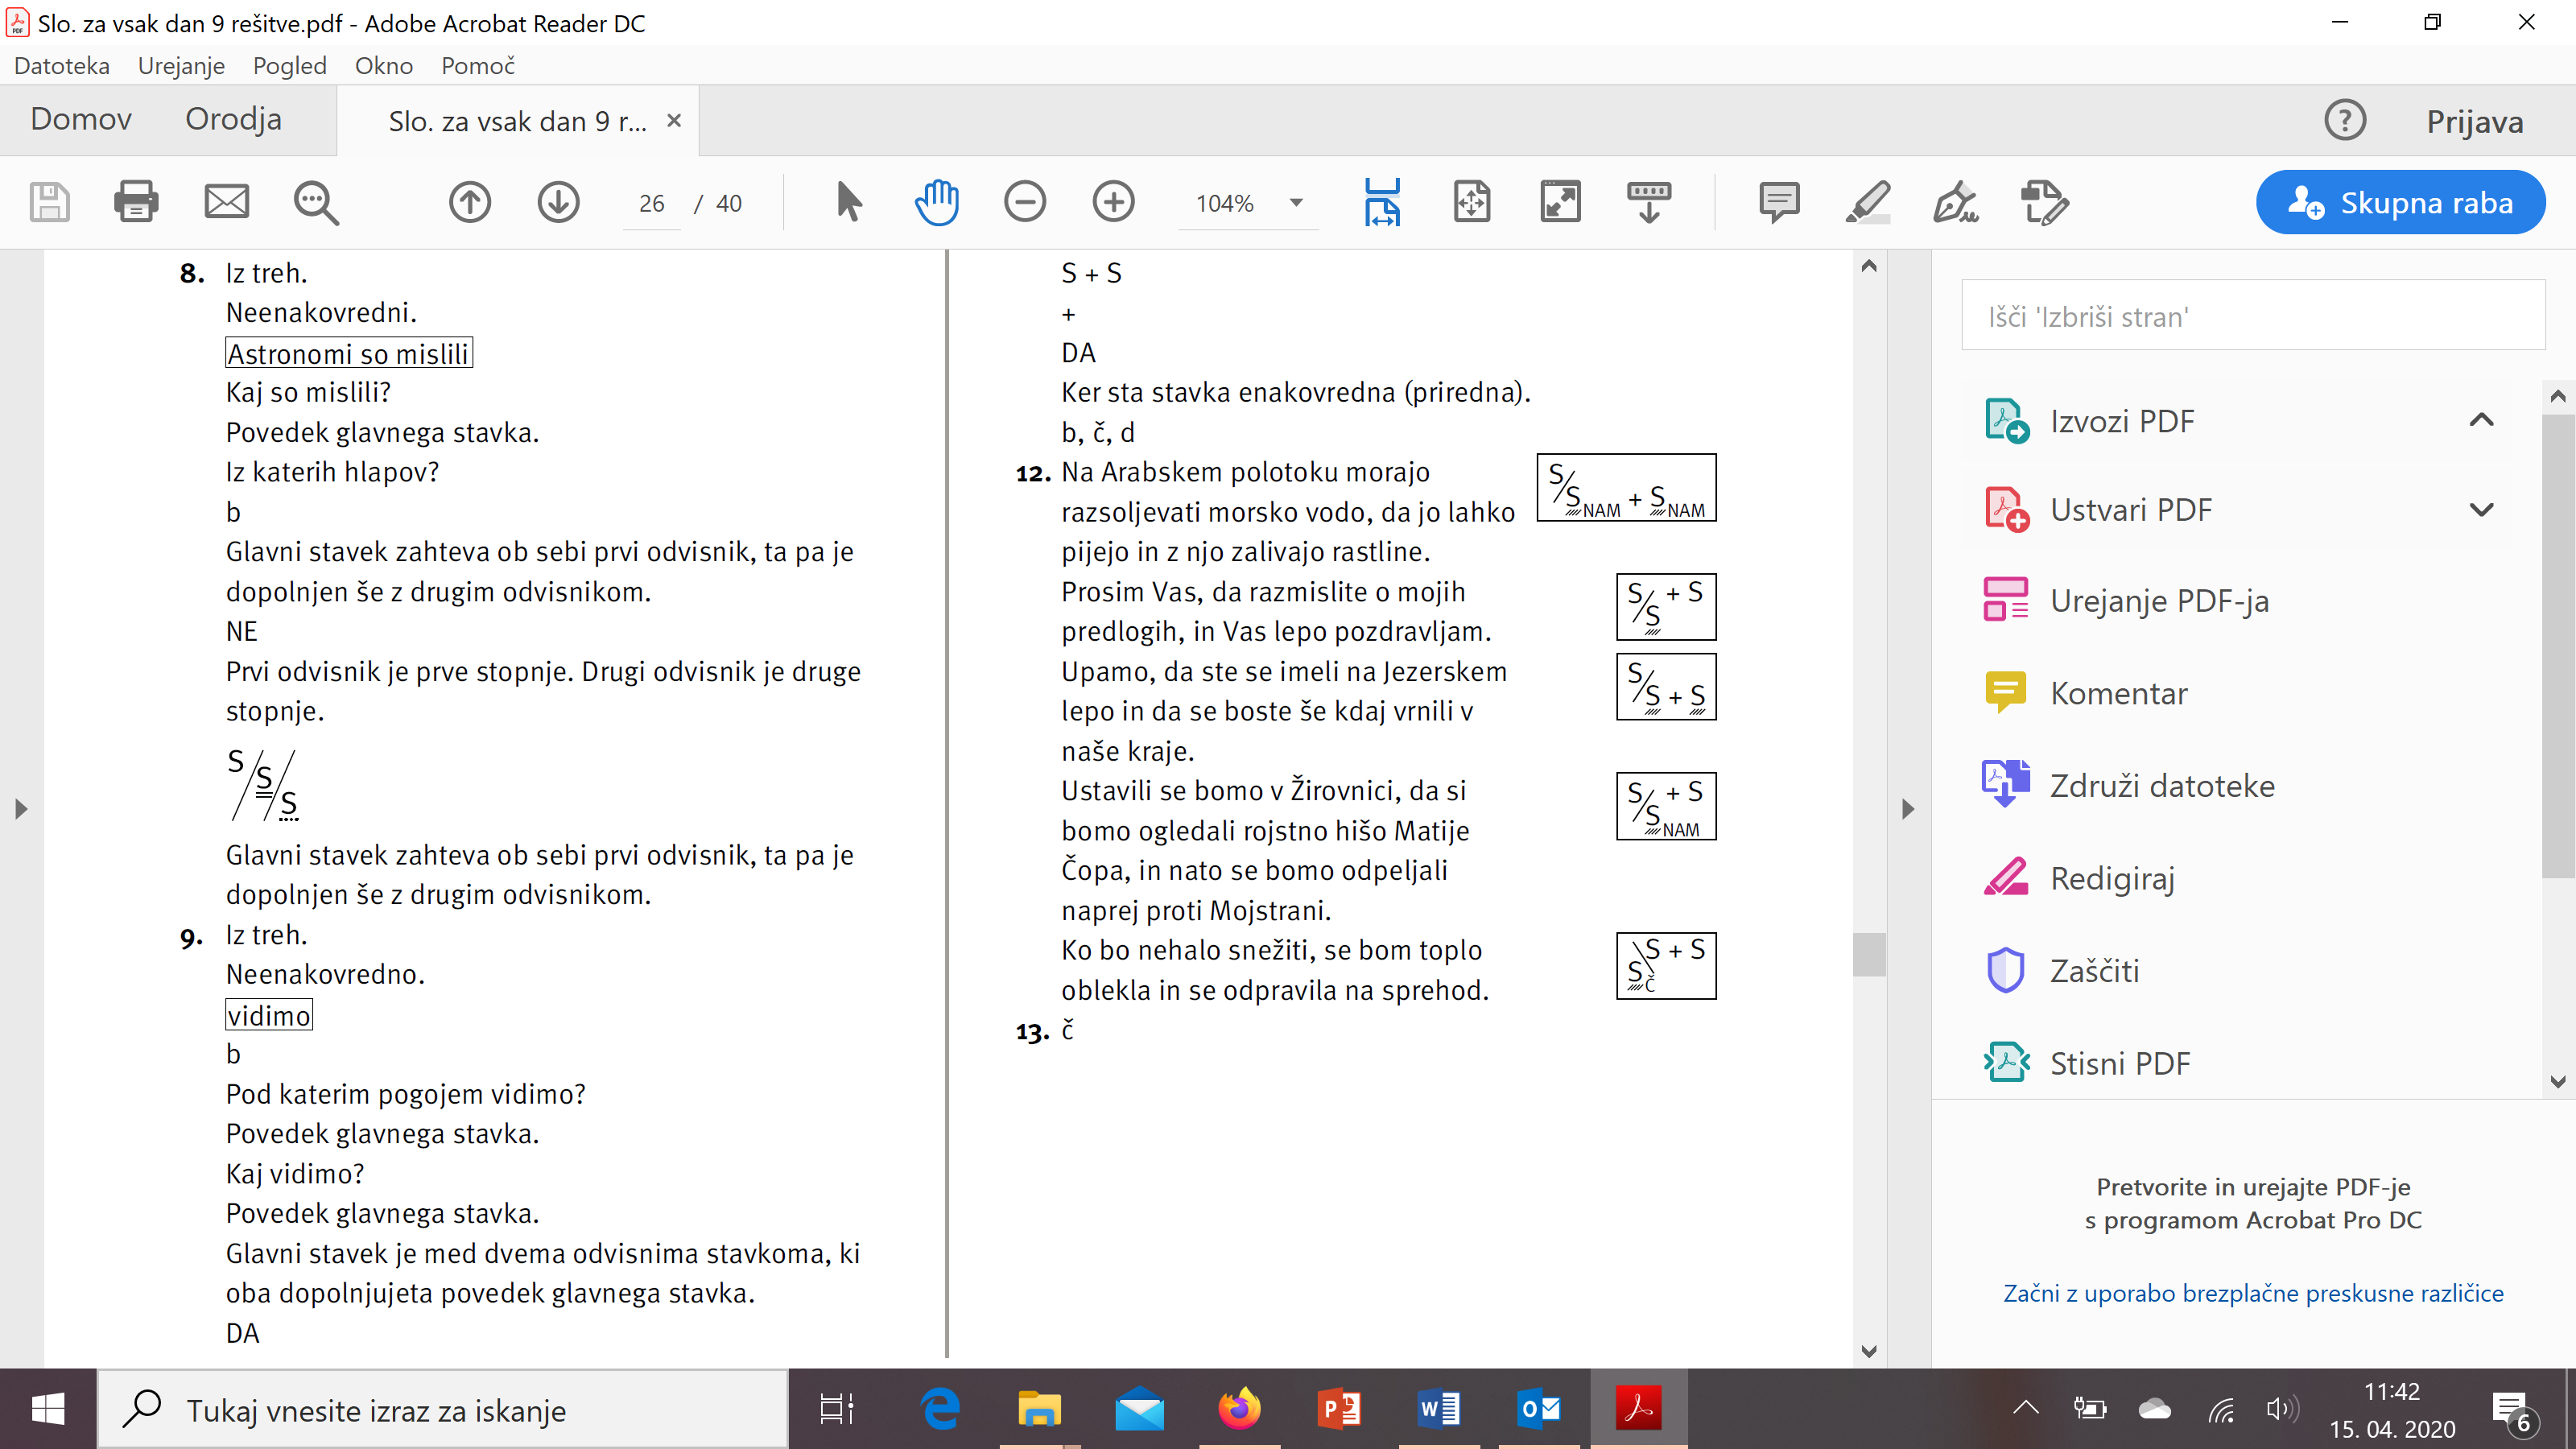 Slo. za vsak dan 9 rešitve.pdf - Adobe Acrobat Reader DC
Datoteka Urejanje Pogled Okno Pomoč
Domov Orodja Slo. za vsak dan 9 r... × ? Prijava
26 / 40 104% Skupna raba
8. Iz treh.
Neenakovredni.
Astronomi so mislili
Kaj so mislili?
Povedek glavnega stavka.
Iz katerih hlapov?
b
Glavni stavek zahteva ob sebi prvi odvisnik, ta pa je
dopolnjen še z drugim odvisnikom.
NE
Prvi odvisnik je prve stopnje. Drugi odvisnik je druge
stopnje.
S/S/S
Glavni stavek zahteva ob sebi prvi odvisnik, ta pa je
dopolnjen še z drugim odvisnikom.
9. Iz treh.
Neenakovredno.
vidimo
b
Pod katerim pogojem vidimo?
Povedek glavnega stavka.
Kaj vidimo?
Povedek glavnega stavka.
Glavni stavek je med dvema odvisnima stavkoma, ki
oba dopolnjujeta povedek glavnega stavka.
DA
S + S
+
DA
Ker sta stavka enakovredna (priredna).
b, č, d
12. Na Arabskem polotoku morajo
razsoljevati morsko vodo, da jo lahko
pijejo in z njo zalivajo rastline.
S/S NAM + S NAM
Prosim Vas, da razmislite o mojih
predlogih, in Vas lepo pozdravljam.
S/S + S
Upamo, da ste se imeli na Jezerskem
lepo in da se boste še kdaj vrnili v
naše kraje.
S/S + S
Ustavili se bomo v Žirovnici, da si
bomo ogledali rojstno hišo Matije
Čopa, in nato se bomo odpeljali
naprej proti Mojstrani.
S/S NAM + S
Ko bo nehalo snežiti, se bom toplo
oblekla in se odpravila na sprehod.
S Č\S + S
13. č
Išči 'Izbriši stran'
Izvozi PDF
Ustvari PDF
Urejanje PDF-ja
Komentar
Združi datoteke
Redigiraj
Zaščiti
Stisni PDF
Pretvorite in urejajte PDF-je
s programom Acrobat Pro DC
Začni z uporabo brezplačne preskusne različice
Tukaj vnesite izraz za iskanje
11:42
15. 04. 2020
6